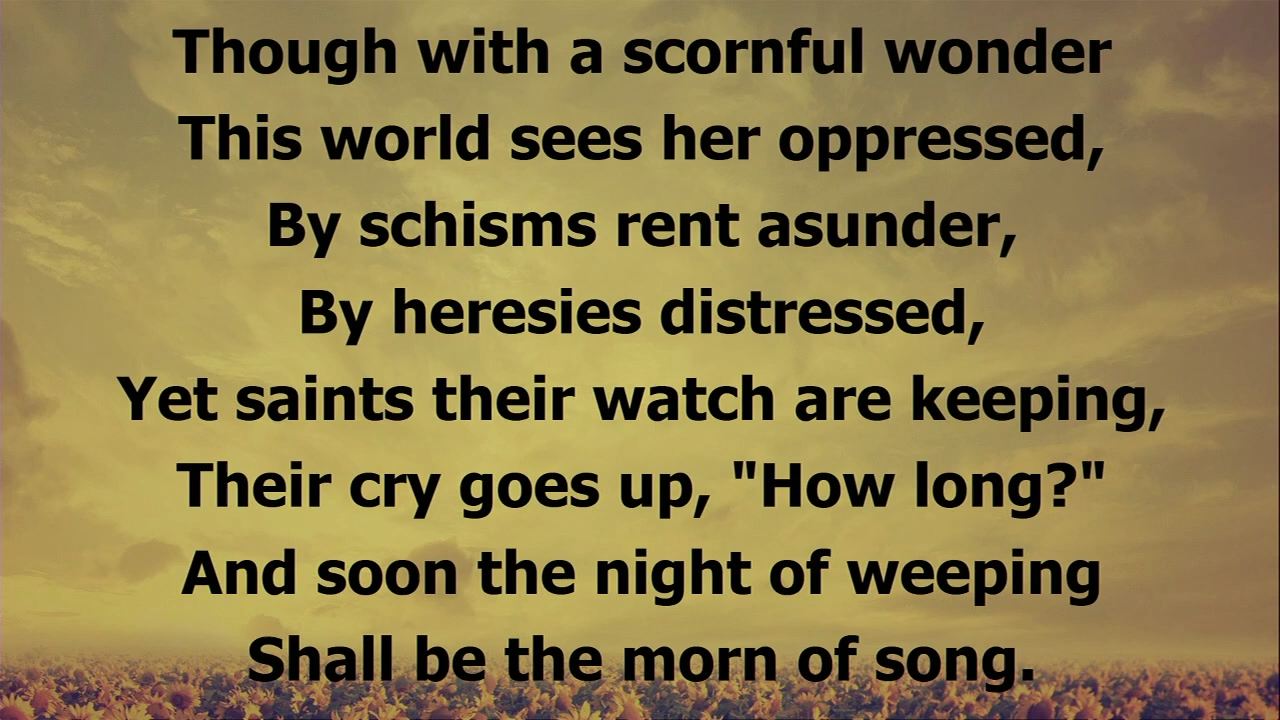 Though with a scornful wonder
This world sees her oppressed,
By schisms rent asunder,
By heresies distressed,
Yet saints their watch are keeping,
Their cry goes up, "How long?"
And soon the night of weeping
Shall be the morn of song.